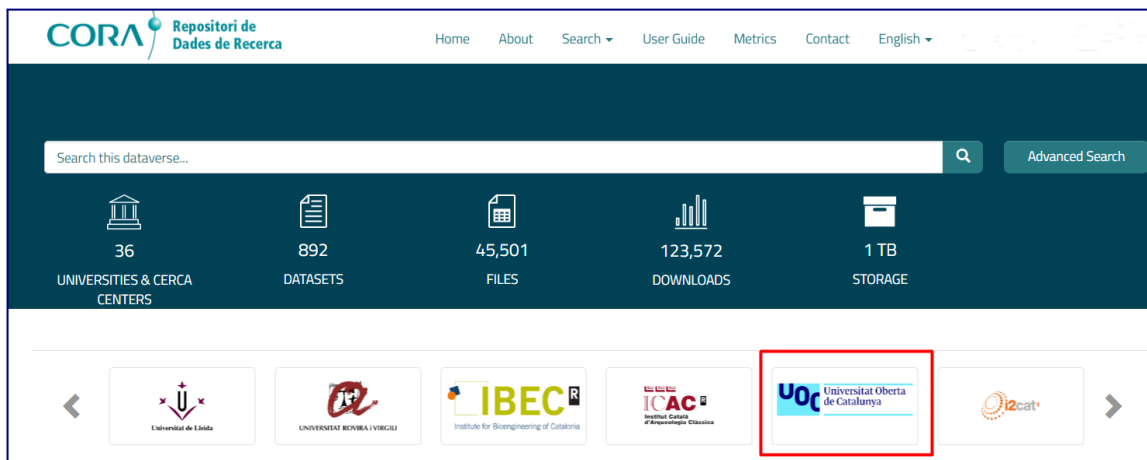 CORA Repositori de
Dades de Recerca
Home About Search User Guide Metrics Contact English
Search this dataverse...
Advanced Search
36
UNIVERSITIES & CERCA
CENTERS
892
DATASETS
45,501
FILES
123,572
DOWNLOADS
1 TB
STORAGE
Universitat de Lleida
UNIVERSITAT ROVIRA i VIRGILI
IBEC R
Institute for Bioengineering of Catalonia
ICAC R
Institut Català
d'Arqueologia Clàssica
UOC Universitat Oberta
de Catalunya
i2cat